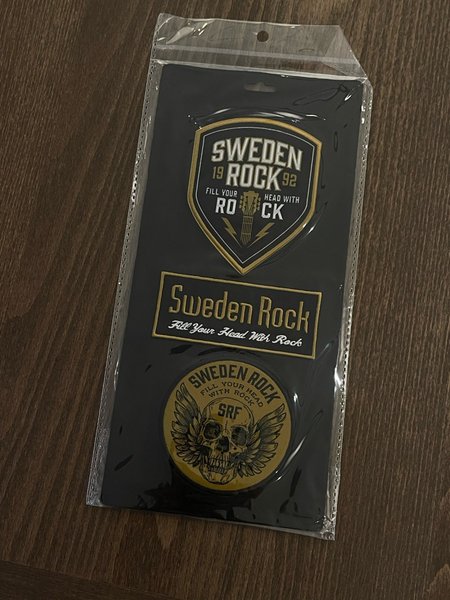 SWEDEN
19 ROCK 92
FILL YOUR HEAD WITH
ROCK
Sweden Rock
Fill Your Head With Rock
SWEDEN ROCK
FILL YOUR HEAD
WITH ROCK
SRF